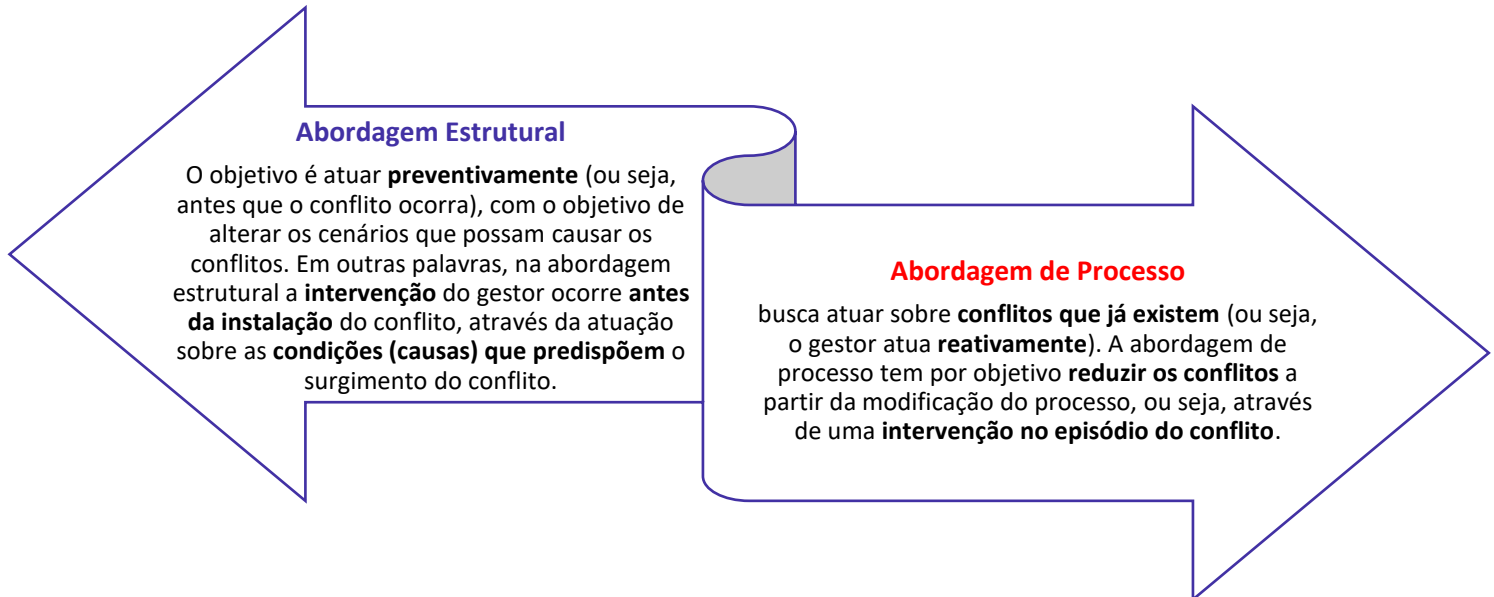 Abordagem Estrutural
O objetivo é atuar preventivamente (ou seja,
antes que o conflito ocorra), com o objetivo de
alterar os cenários que possam causar os
conflitos. Em outras palavras, na abordagem
estrutural a intervenção do gestor ocorre antes
da instalação do conflito, através da atuação
sobre as condições (causas) que predispõem o
surgimento do conflito.
Abordagem de Processo
busca atuar sobre conflitos que já existem (ou seja,
o gestor atua reativamente). A abordagem de
processo tem por objetivo reduzir os conflitos a
partir da modificação do processo, ou seja, através
de uma intervenção no episódio do conflito.